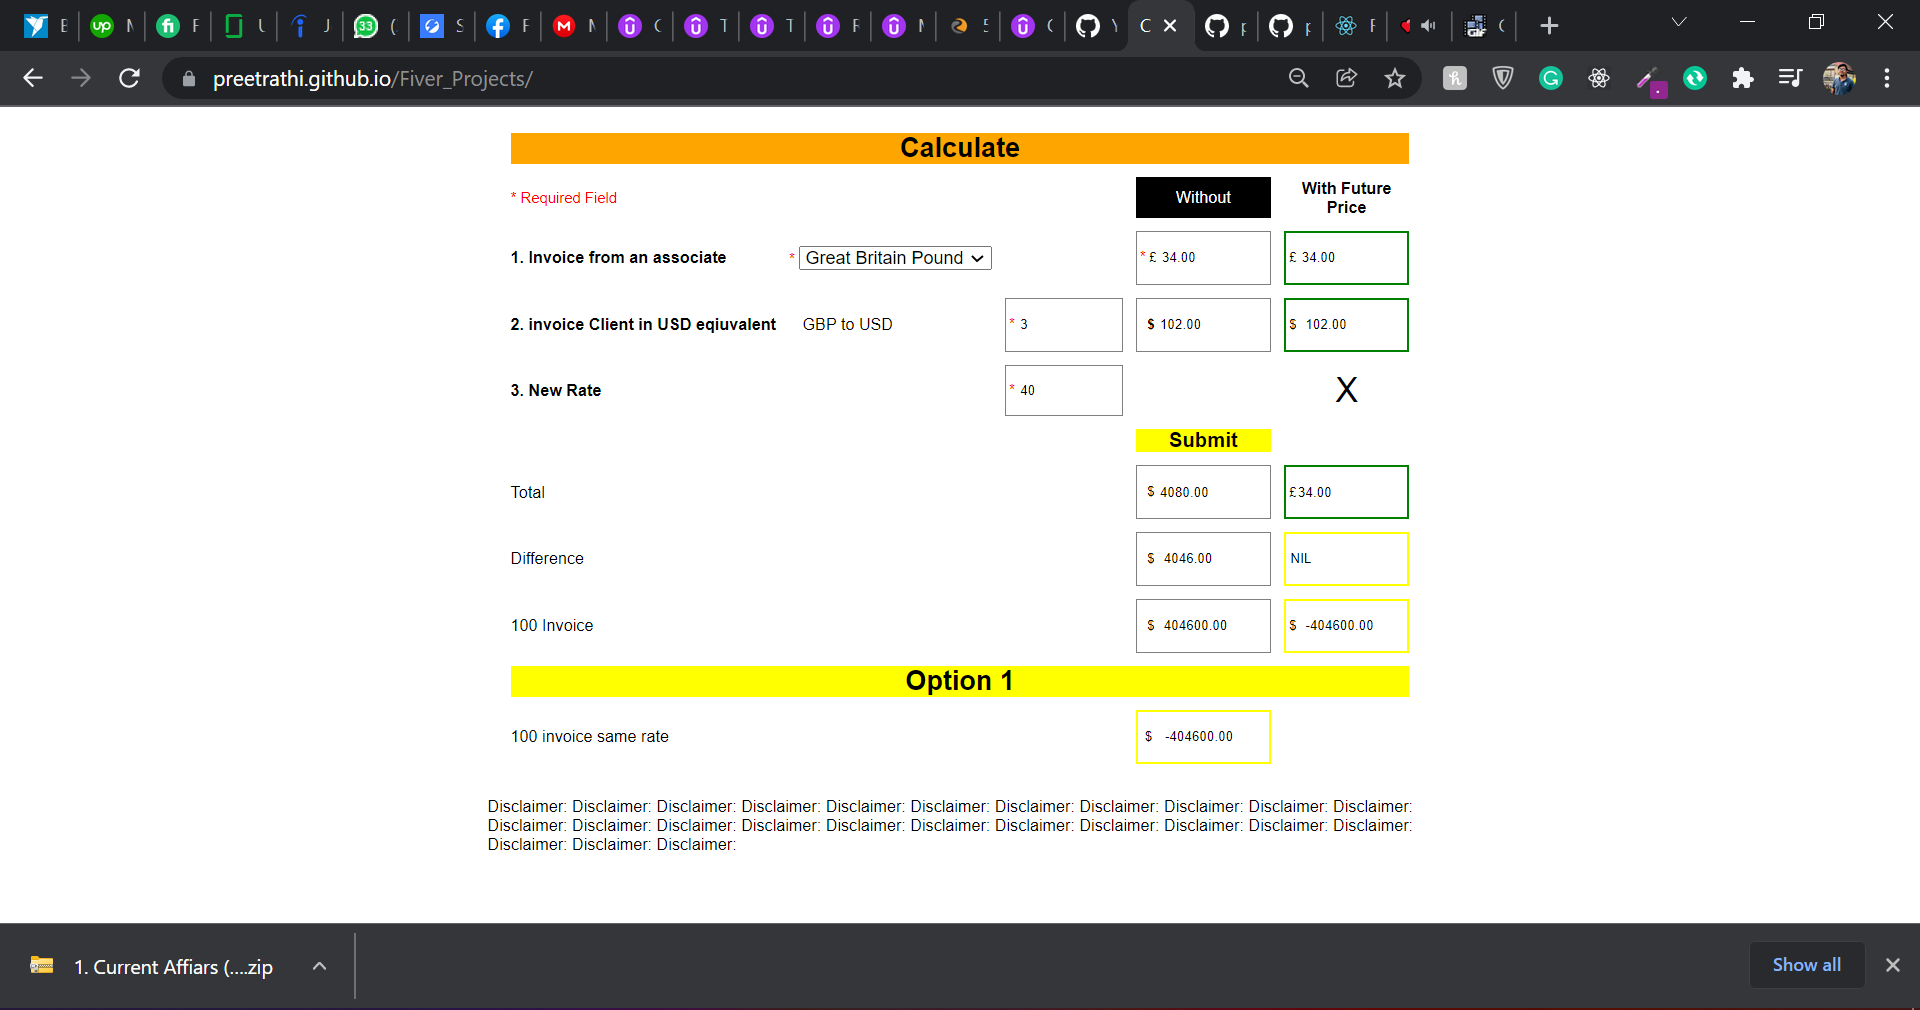 preetrathi.github.io/Fiver_Projects/
Calculate
* Required Field
Without
With Future
Price
1. Invoice from an associate
* Great Britain Pound
* £ 34.00
£ 34.00
2. invoice Client in USD eqiuvalent
GBP to USD
* 3
$ 102.00
$ 102.00
3. New Rate
* 40
X
Submit
Total
$ 4080.00
£34.00
Difference
$ 4046.00
NIL
100 Invoice
$ 404600.00
$ -404600.00
Option 1
100 invoice same rate
$ -404600.00
Disclaimer: Disclaimer: Disclaimer: Disclaimer: Disclaimer: Disclaimer: Disclaimer: Disclaimer: Disclaimer: Disclaimer: Disclaimer:
Disclaimer: Disclaimer: Disclaimer: Disclaimer: Disclaimer: Disclaimer: Disclaimer: Disclaimer: Disclaimer: Disclaimer: Disclaimer:
Disclaimer: Disclaimer: Disclaimer:
1. Current Affiars (....zip
Show all